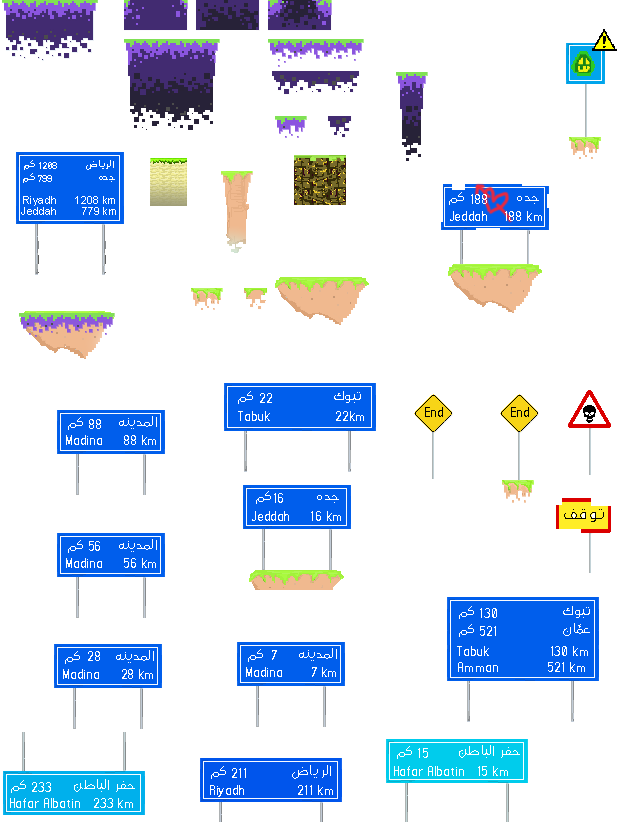 الرياض 1208 كم
جده 799 كم
Riyadh 1208 km
Jeddah 779 km
جده 188 كم
Jeddah 188 km
تبوك 22 كم
Tabuk 22km
End
End
المدينه 88 كم
Madina 88 km
جده 16 كم
Jeddah 16 km
توقف
المدينه 56 كم
Madina 56 km
تبوك 130 كم
عمّان 521 كم
Tabuk 130 km
Amman 521 km
المدينه 28 كم
Madina 28 km
المدينه 7 كم
Madina 7 km
حفر الباطن 15 كم
Hafar Albatin 15 km
الرياض 211 كم
Riyadh 211 km
حفر الباطن 233 كم
Hafar Albatin 233 km